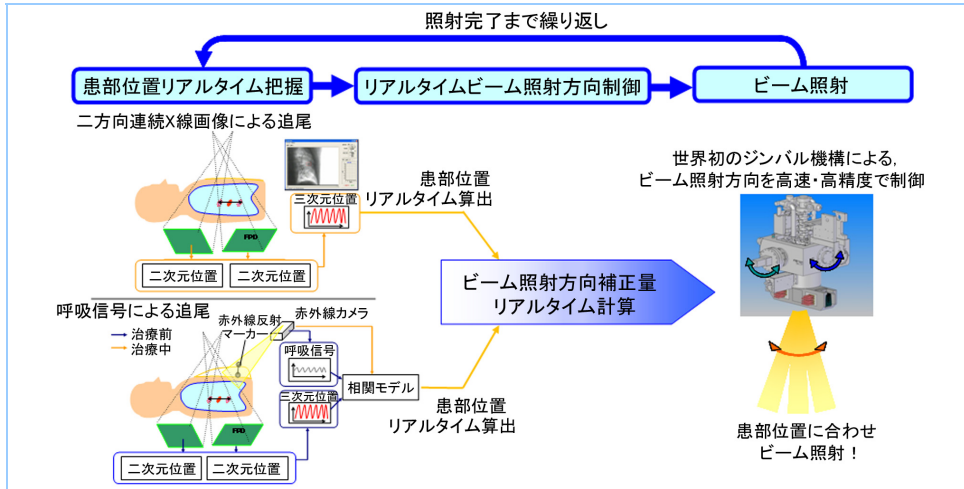 照射完了まで繰り返し
患部位置リアルタイム把握
リアルタイムビーム照射方向制御
ビーム照射
二方向連続X線画像による追尾
三次元位置
FPD
二次元位置
二次元位置
患部位置
リアルタイム算出
世界初のジンバル機構による,
ビーム照射方向を高速・高精度で制御
ビーム照射方向補正量
リアルタイム計算
呼吸信号による追尾
治療前
治療中
赤外線反射
マーカー
赤外線カメラ
呼吸信号
三次元位置
相関モデル
FPD
二次元位置
二次元位置
患部位置
リアルタイム算出
患部位置に合わせ
ビーム照射！